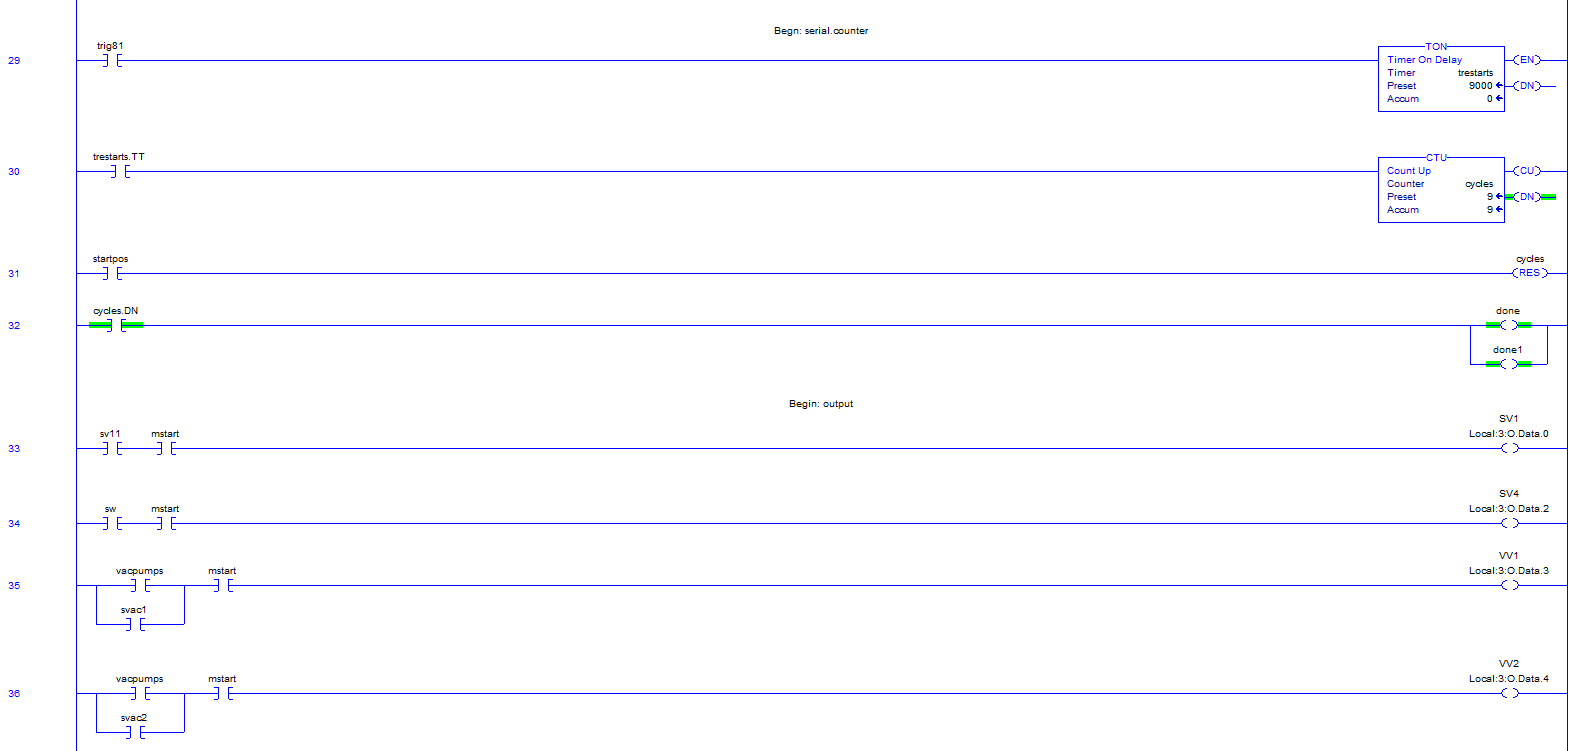 Begn: serial.counter
trig81
29
TON
Timer On Delay
Timer trestarts
Preset 9000
Accum 0
EN
DN
trestarts.TT
30
CTU
Count Up
Counter cycles
Preset 9
Accum 9
CU
DN
startpos
31
cycles
RES
cycles.DN
32
done
done1
Begin: output
sv11 mstart
33
SV1
Local:3:O.Data.0
sw mstart
34
SV4
Local:3:O.Data.2
vacpumps mstart
35
svac1
VV1
Local:3:O.Data.3
vacpumps mstart
36
svac2
VV2
Local:3:O.Data.4